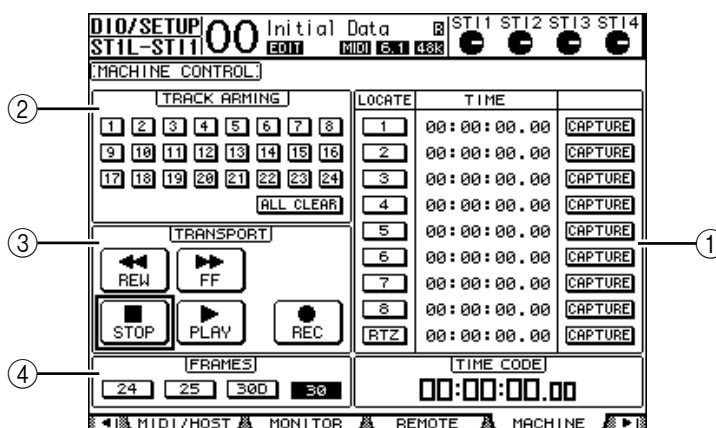 DIO/SETUP 00 Initial Data B STI1 STI2 STI3 STI4
ST1L-STI1 EDIT MIDI 6.1 48K
MACHINE CONTROL
② TRACK ARMING
1 2 3 4 5 6 7 8
9 10 11 12 13 14 15 16
17 18 19 20 21 22 23 24
ALL CLEAR
③ TRANSPORT
REW FF
STOP PLAY REC
④ FRAMES
24 25 30D 30
LOCATE TIME
1 00:00:00.00 CAPTURE
2 00:00:00.00 CAPTURE
3 00:00:00.00 CAPTURE
4 00:00:00.00 CAPTURE
5 00:00:00.00 CAPTURE
6 00:00:00.00 CAPTURE
7 00:00:00.00 CAPTURE
8 00:00:00.00 CAPTURE
RTZ 00:00:00.00 CAPTURE
①
TIME CODE
00:00:00.00
MIDI/HOST MONITOR REMOTE MACHINE